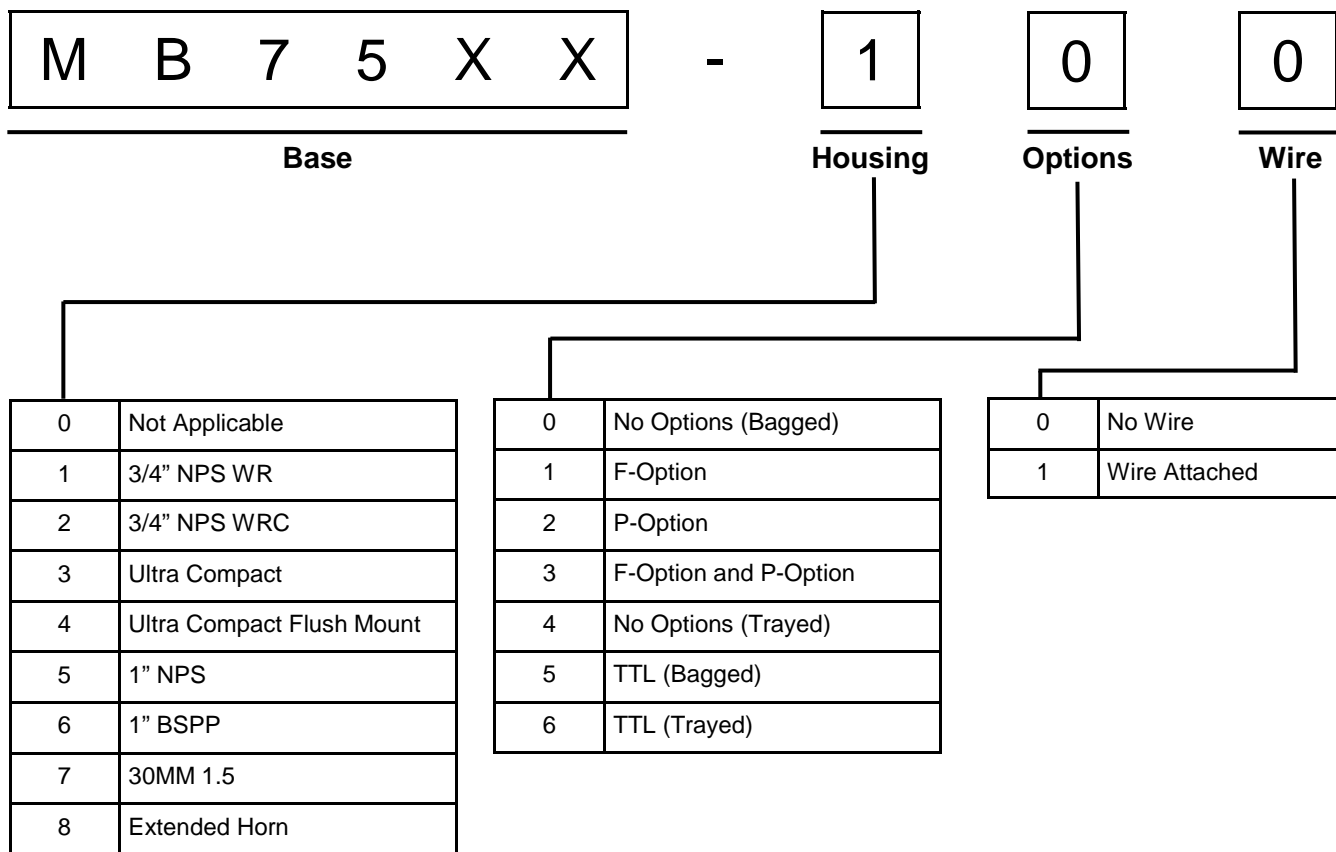 M B 7 5 X X - 1 0 0
Base Housing Options Wire
0 Not Applicable
1 3/4” NPS WR
2 3/4” NPS WRC
3 Ultra Compact
4 Ultra Compact Flush Mount
5 1” NPS
6 1” BSPP
7 30MM 1.5
8 Extended Horn
0 No Options (Bagged)
1 F-Option
2 P-Option
3 F-Option and P-Option
4 No Options (Trayed)
5 TTL (Bagged)
6 TTL (Trayed)
0 No Wire
1 Wire Attached